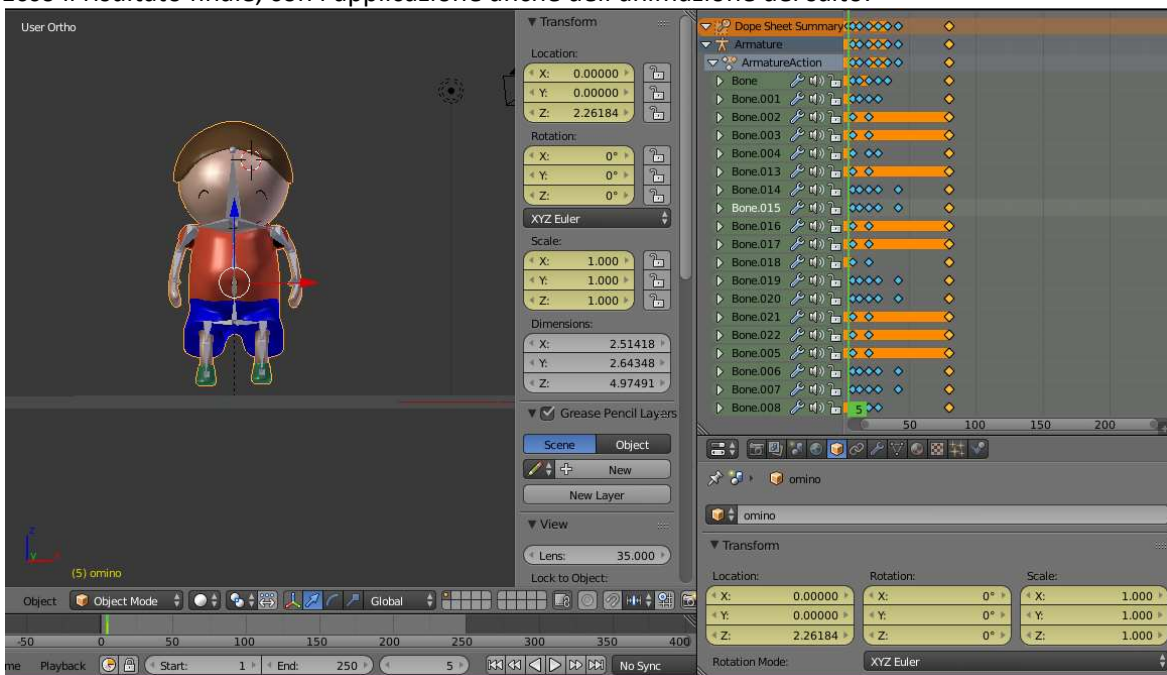 Ecco il risultato finale, con l'applicazione anche dell'animazione del salto:
User Ortho
(5) omino
Object Object Mode Global
-50 0 50 100 150 200 250 300 350 400
me Playback Start: 1 End: 250 5 No Sync
Transform
Location:
X: 0.00000
Y: 0.00000
Z: 2.26184
Rotation:
X: 0°
Y: 0°
Z: 0°
XYZ Euler
Scale:
X: 1.000
Y: 1.000
Z: 1.000
Dimensions:
X: 2.51418
Y: 2.64348
Z: 4.97491
Grease Pencil Layers
Scene Object
New
New Layer
View
Lens: 35.000
Lock to Object:
Dope Sheet Summary
Armature
ArmatureAction
Bone
Bone.001
Bone.002
Bone.003
Bone.004
Bone.013
Bone.014
Bone.015
Bone.016
Bone.017
Bone.018
Bone.019
Bone.020
Bone.021
Bone.022
Bone.005
Bone.006
Bone.007
Bone.008
5
50 100 150 200
omino
omino
Transform
Location: Rotation: Scale:
X: 0.00000 X: 0° X: 1.000
Y: 0.00000 Y: 0° Y: 1.000
Z: 2.26184 Z: 0° Z: 1.000
Rotation Mode: XYZ Euler
z
y